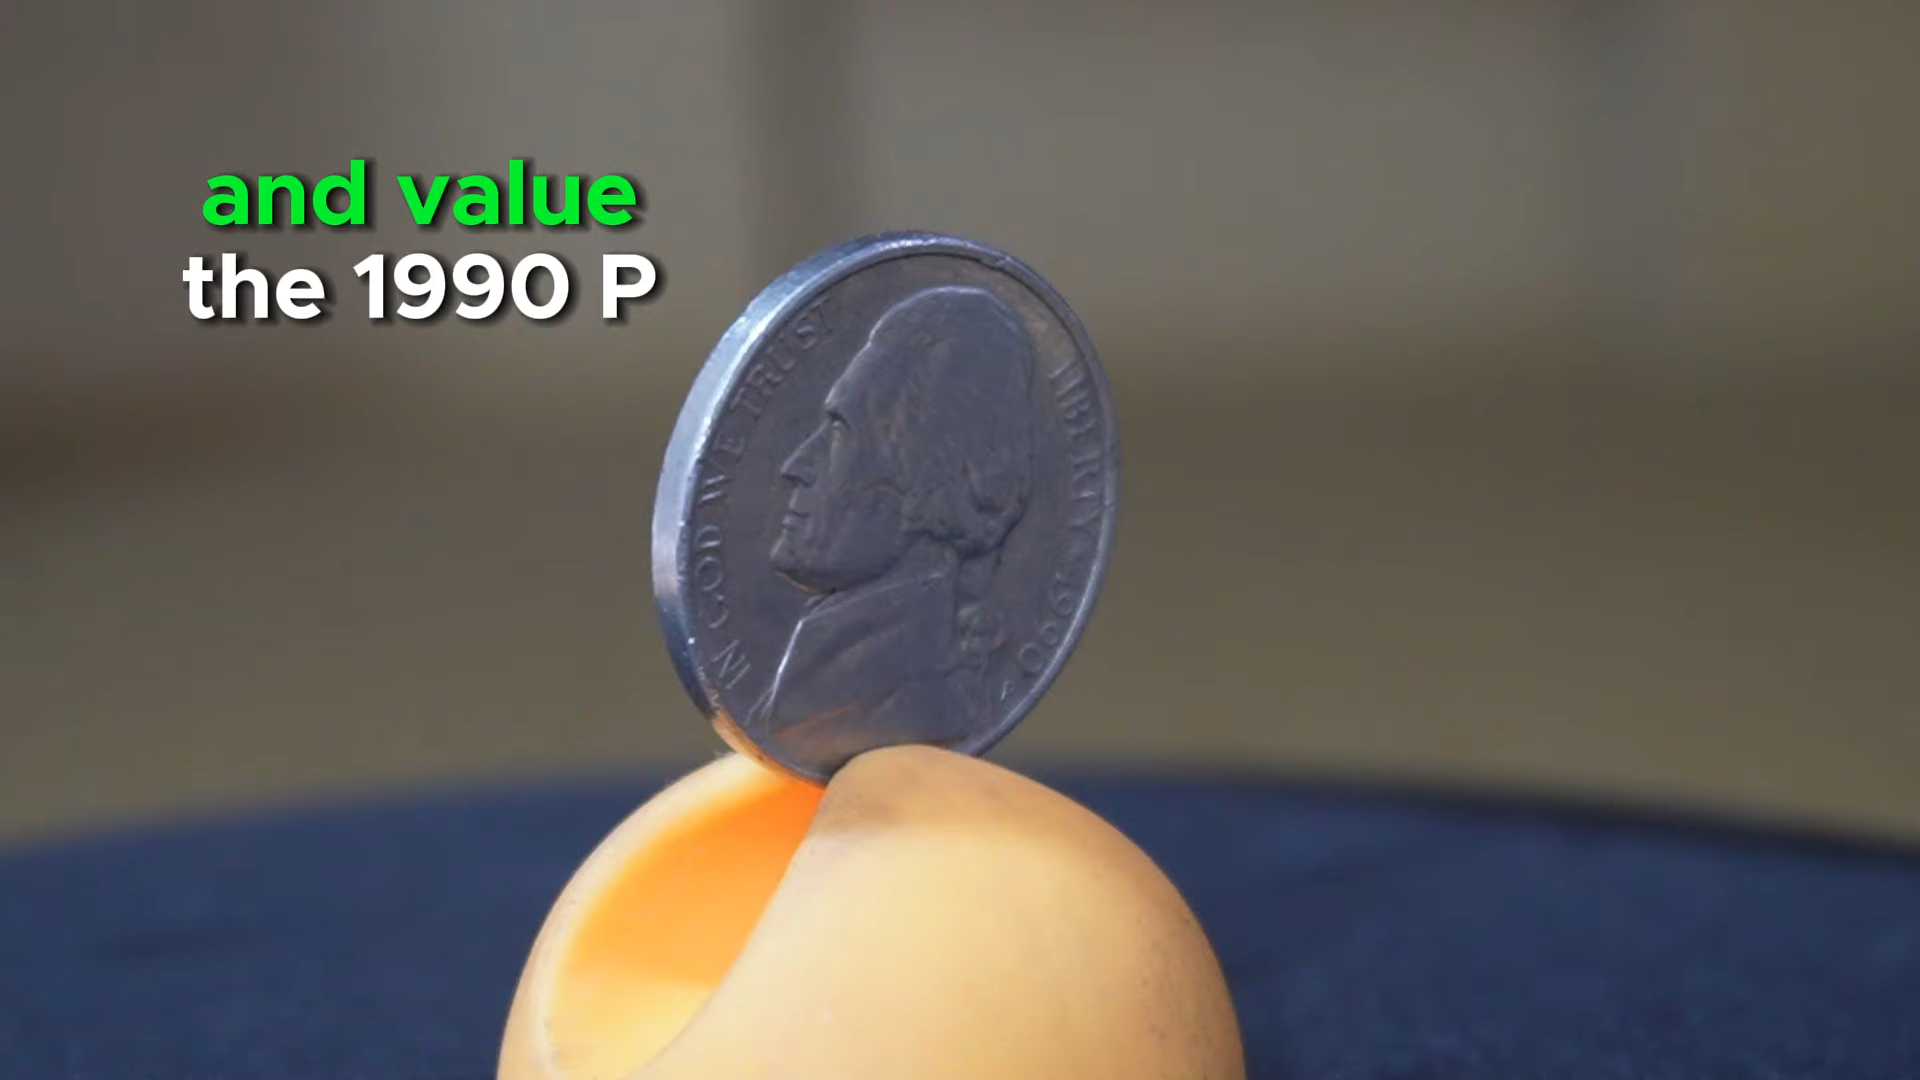 and value
the 1990 P
IN GOD WE TRUST
LIBERTY 1990
P